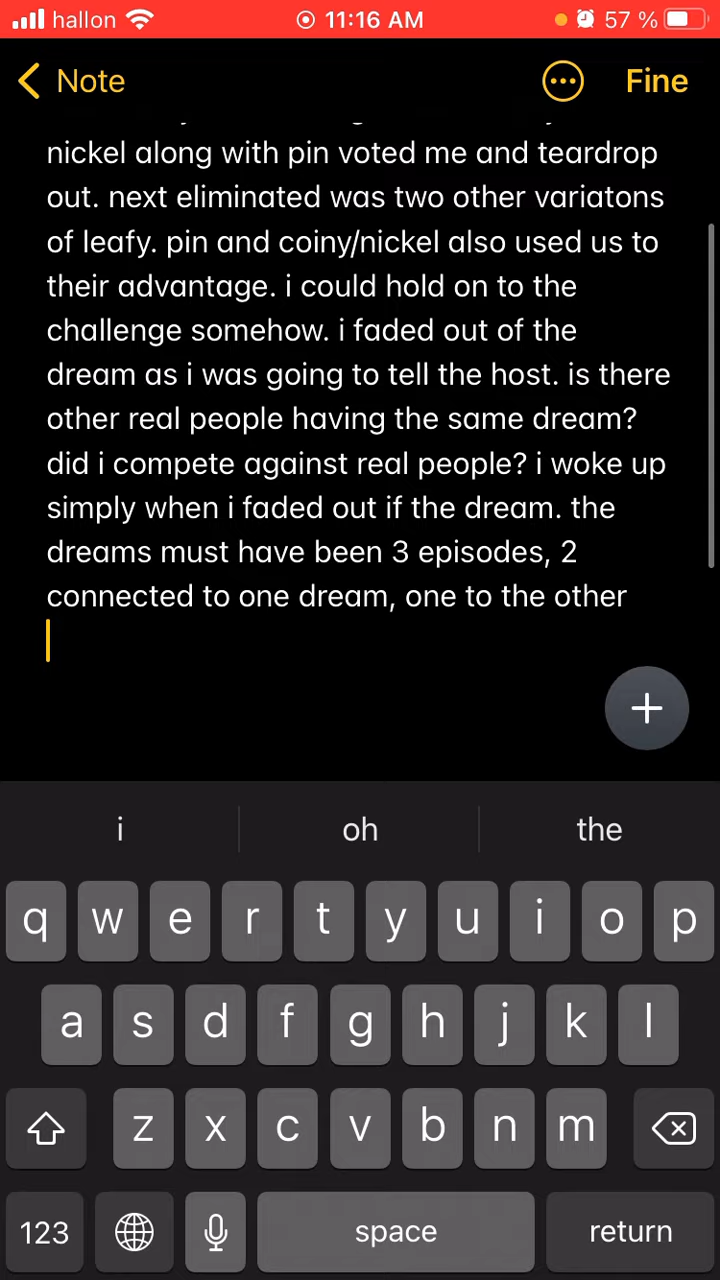 hallon 11:16 AM 57 %
Note Fine
nickel along with pin voted me and teardrop
out. next eliminated was two other variatons
of leafy. pin and coiny/nickel also used us to
their advantage. i could hold on to the
challenge somehow. i faded out of the
dream as i was going to tell the host. is there
other real people having the same dream?
did i compete against real people? i woke up
simply when i faded out if the dream. the
dreams must have been 3 episodes, 2
connected to one dream, one to the other
+
i oh the
q w e r t y u i o p
a s d f g h j k l
z x c v b n m
123 space return